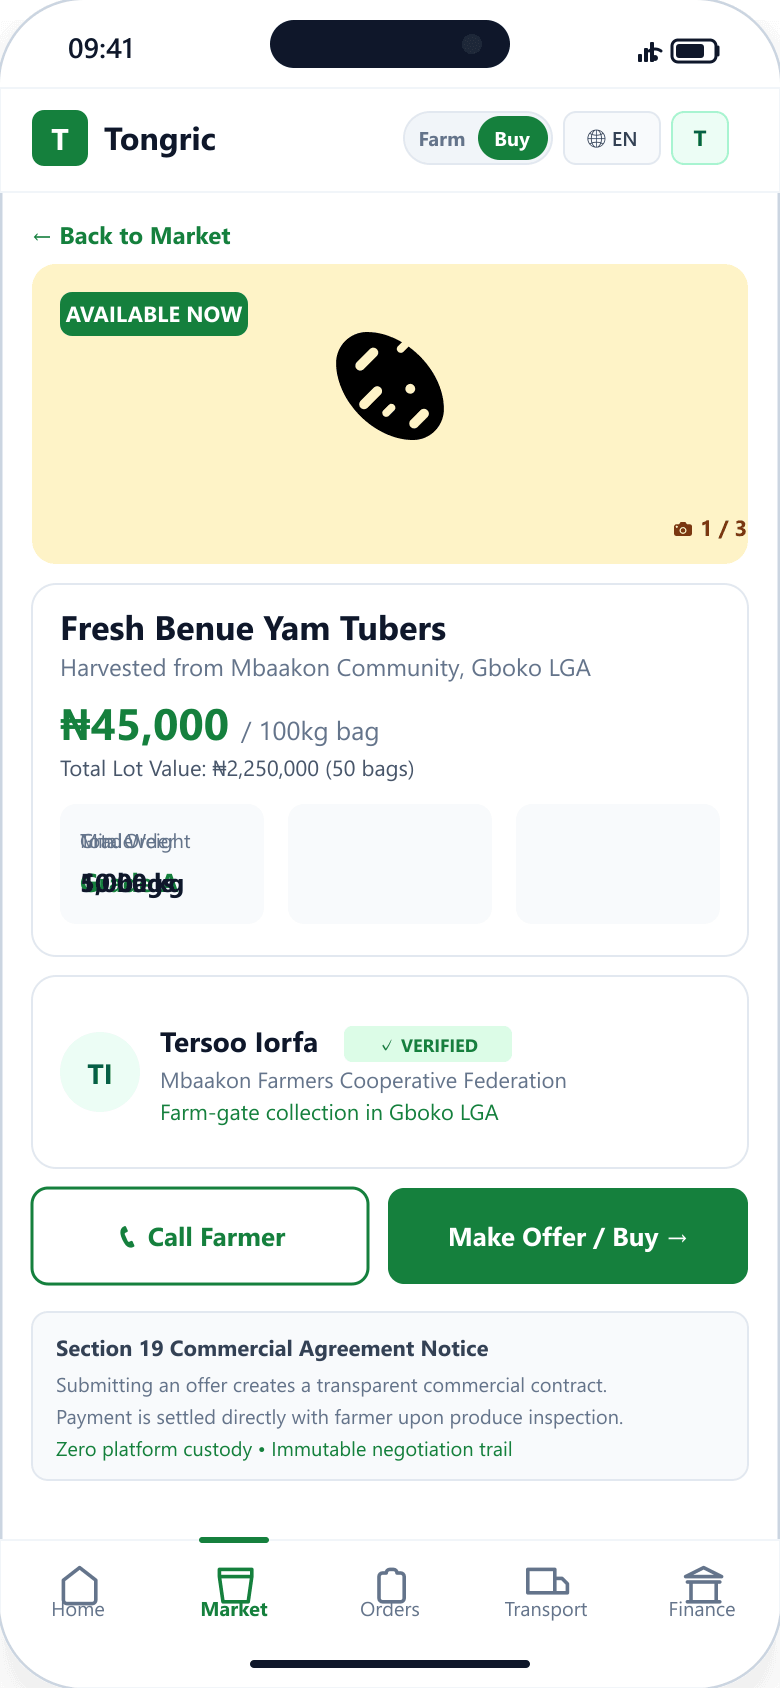 09:41
T Tongric Farm Buy EN T
← Back to Market
AVAILABLE NOW
1 / 3
Fresh Benue Yam Tubers
Harvested from Mbaakon Community, Gboko LGA
₦45,000 / 100kg bag
Total Lot Value: ₦2,250,000 (50 bags)
TI
Tersoo Iorfa ✓ VERIFIED
Mbaakon Farmers Cooperative Federation
Farm-gate collection in Gboko LGA
Call Farmer
Make Offer / Buy →
Section 19 Commercial Agreement Notice
Submitting an offer creates a transparent commercial contract.
Payment is settled directly with farmer upon produce inspection.
Zero platform custody • Immutable negotiation trail
Home Market Orders Transport Finance